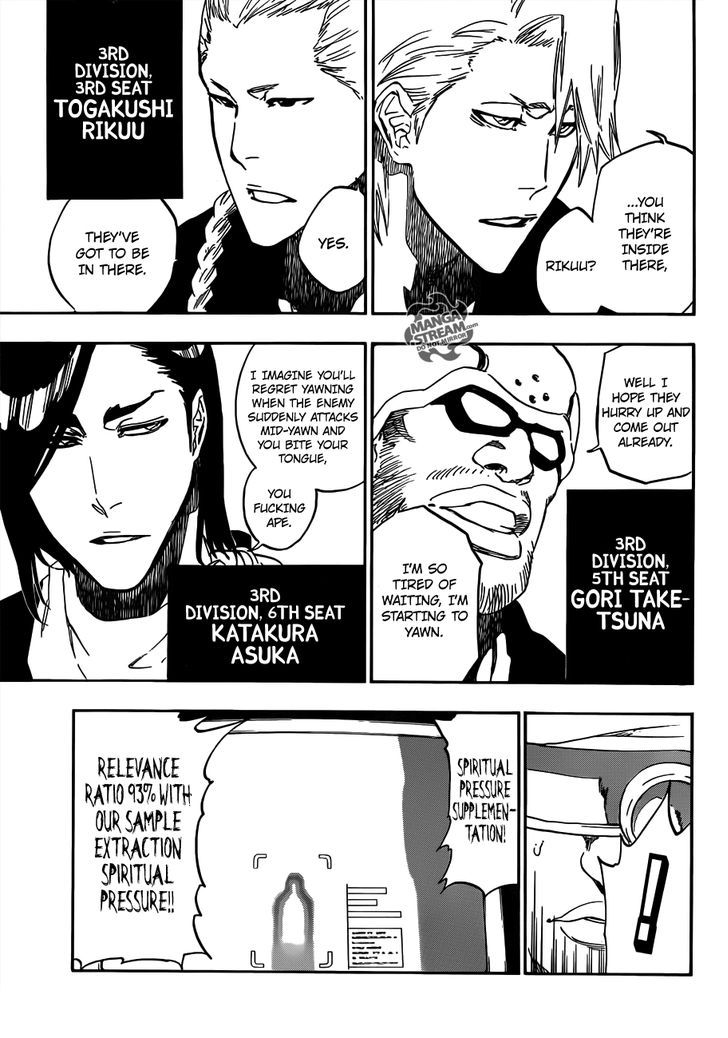 ...YOU
THINK
THEY'RE
INSIDE
THERE,
RIKUU?
3RD
DIVISION,
3RD SEAT
TOGAKUSHI
RIKUU
YES.
THEY'VE
GOT TO BE
IN THERE.
MANGA
STREAM.com
DO NOT MIRROR
WELL I
HOPE THEY
HURRY UP AND
COME OUT
ALREADY.
3RD
DIVISION,
5TH SEAT
GORI TAKE-
TSUNA
I'M SO
TIRED OF
WAITING, I'M
STARTING TO
YAWN.
I IMAGINE YOU'LL
REGRET YAWNING
WHEN THE ENEMY
SUDDENLY ATTACKS
MID-YAWN AND
YOU BITE YOUR
TONGUE,
YOU
FUCKING
APE.
3RD
DIVISION, 6TH SEAT
KATAKURA
ASUKA
!
SPIRITUAL
PRESSURE
SUPPLEMEN-
TATION!
RELEVANCE
RATIO 93% WITH
OUR SAMPLE
EXTRACTION
SPIRITUAL
PRESSURE!!